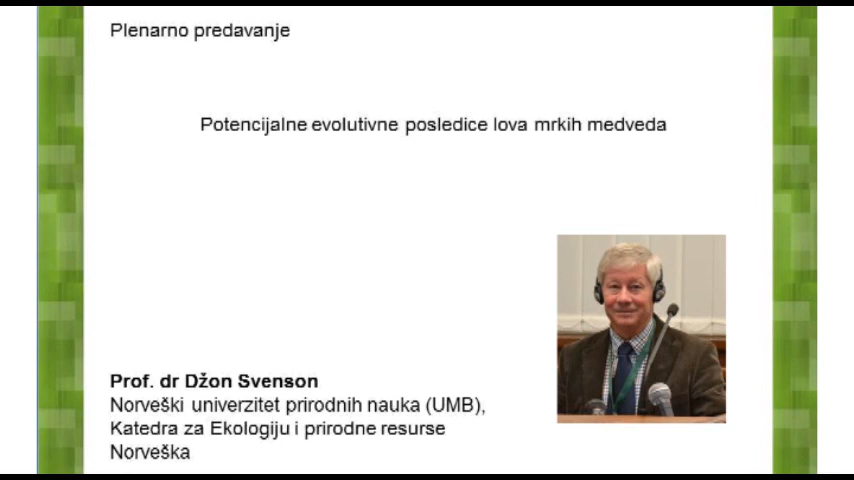 Plenarno predavanje
Potencijalne evolutivne posledice lova mrkih medveda
Prof. dr Džon Svenson
Norveški univerzitet prirodnih nauka (UMB),
Katedra za Ekologiju i prirodne resurse
Norveška